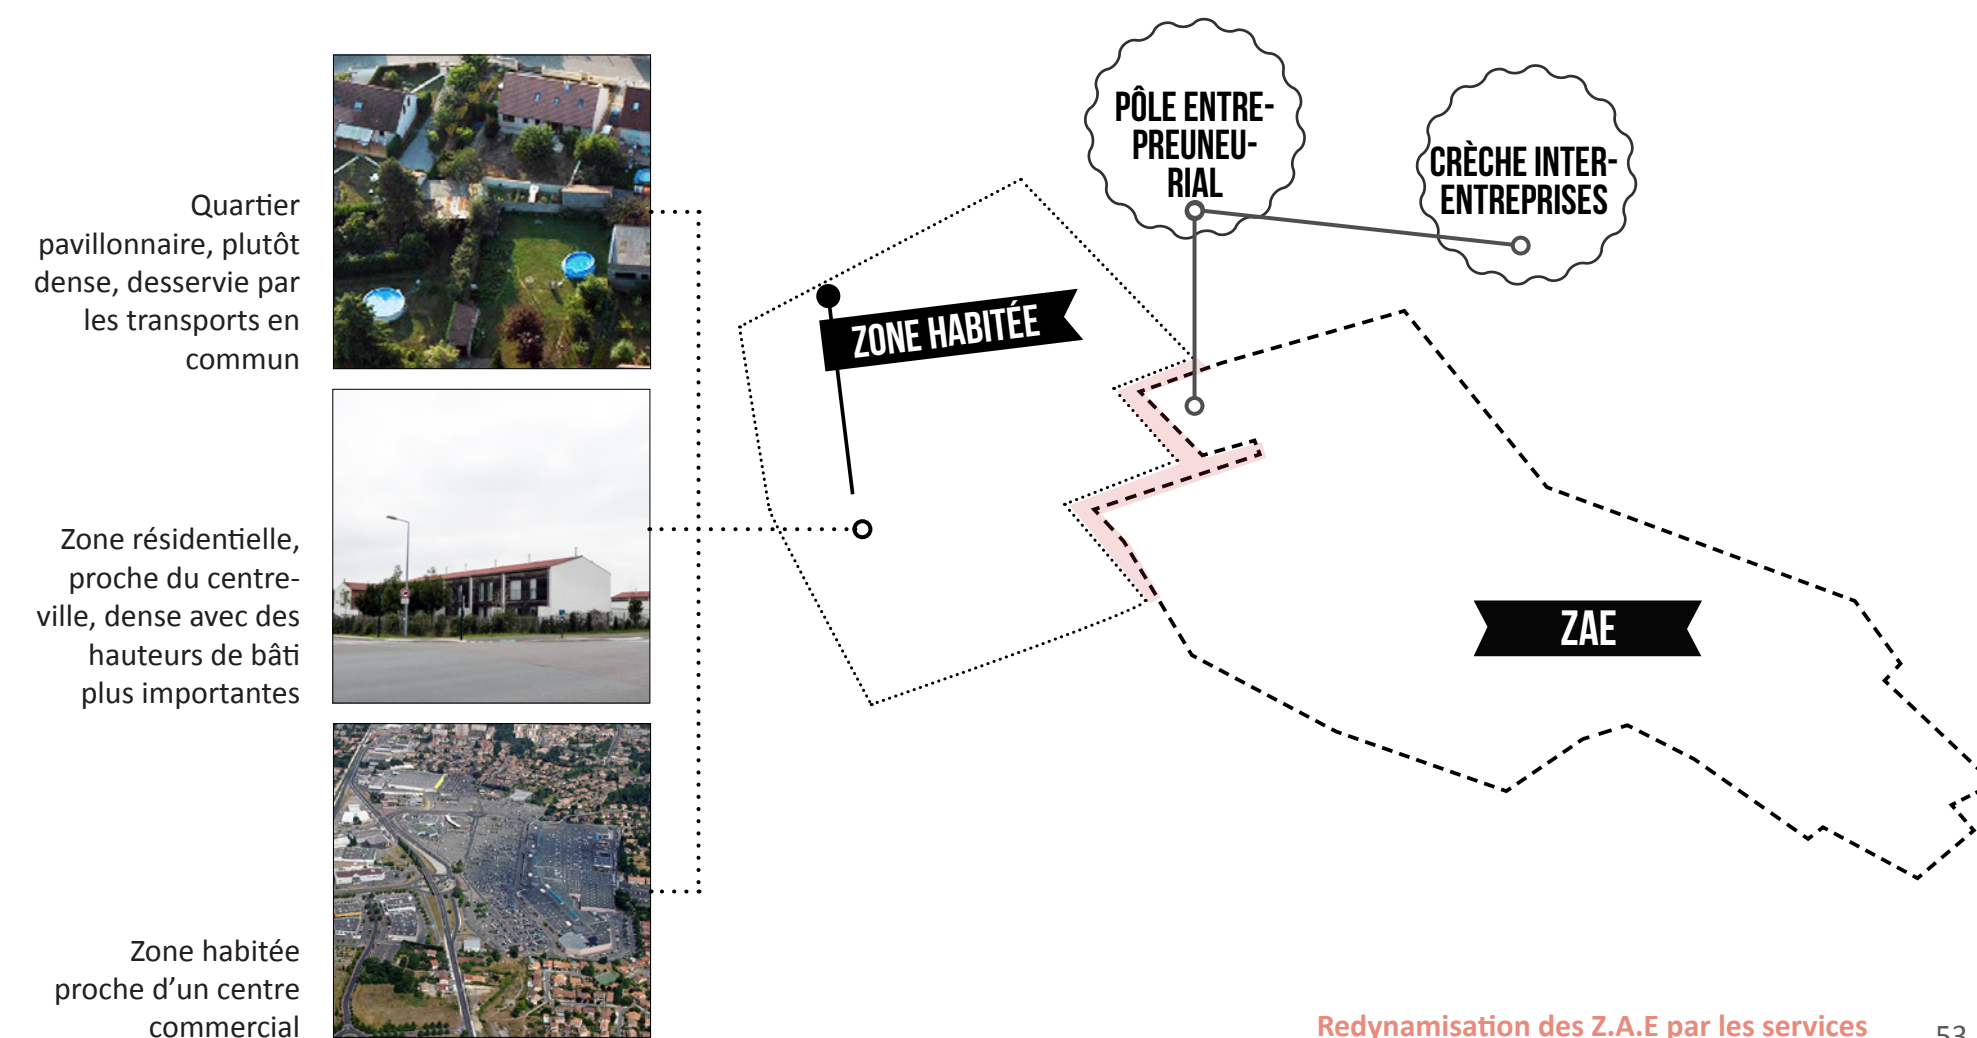 Quartier
pavillonnaire, plutôt
dense, desservie par
les transports en
commun
Zone résidentielle,
proche du centre-
ville, dense avec des
hauteurs de bâti
plus importantes
Zone habitée
proche d'un centre
commercial
PÔLE ENTRE-
PREUNEU-
RIAL
CRÈCHE INTER-
ENTREPRISES
ZONE HABITÉE
ZAE
Redynamisation des Z.A.E par les services
53